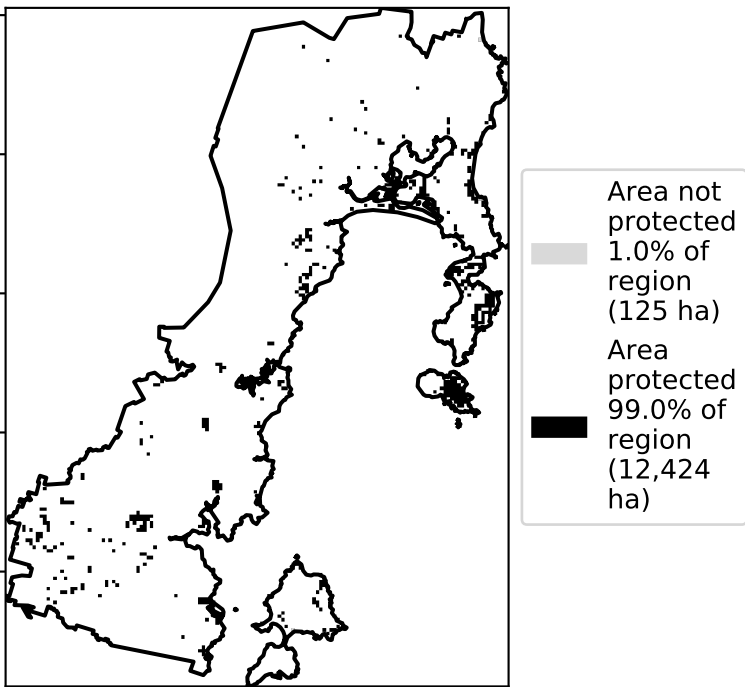 Area not
protected
1.0% of
region
(125 ha)
Area
protected
99.0% of
region
(12,424
ha)